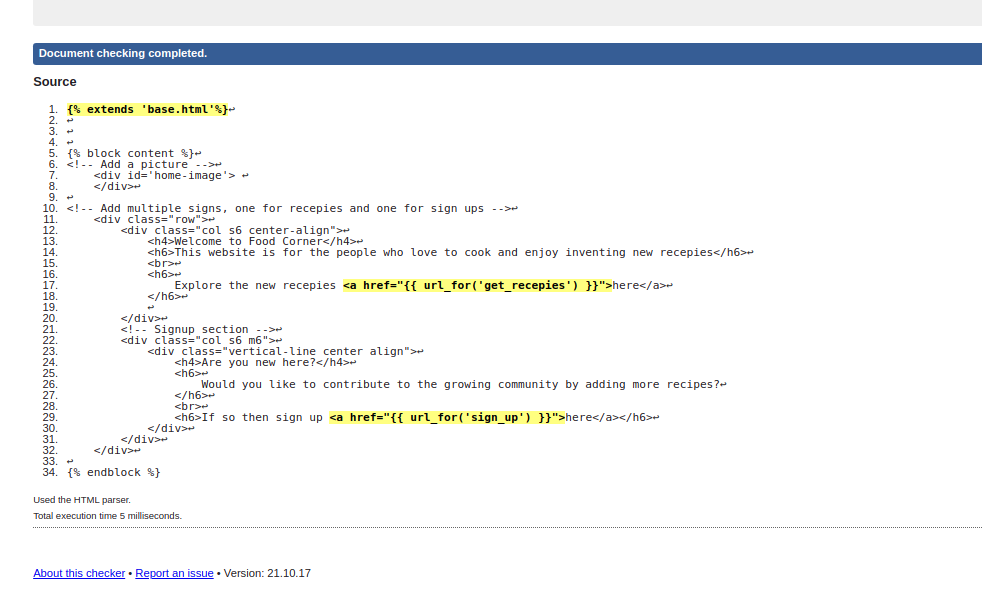 Document checking completed.
Source
1. {% extends 'base.html'%}↩
2. ↩
3. ↩
4. ↩
5. {% block content %}↩
6. <!-- Add a picture -->↩
7.     <div id='home-image'> ↩
8.     </div>↩
9. ↩
10. <!-- Add multiple signs, one for recepies and one for sign ups -->↩
11.     <div class="row">↩
12.         <div class="col s6 center-align">↩
13.             <h4>Welcome to Food Corner</h4>↩
14.             <h6>This website is for the people who love to cook and enjoy inventing new recepies</h6>↩
15.             <br>↩
16.             <h6>↩
17.                 Explore the new recepies <a href="{{ url_for('get_recepies') }}">here</a>↩
18.             </h6>↩
19.             ↩
20.         </div>↩
21.         <!-- Signup section -->↩
22.         <div class="col s6 m6">↩
23.             <div class="vertical-line center align">↩
24.                 <h4>Are you new here?</h4>↩
25.                 <h6>↩
26.                     Would you like to contribute to the growing community by adding more recipes?↩
27.                 </h6>↩
28.                 <br>↩
29.                 <h6>If so then sign up <a href="{{ url_for('sign_up') }}">here</a></h6>↩
30.             </div>↩
31.         </div>↩
32.     </div>↩
33. ↩
34. {% endblock %}
Used the HTML parser.
Total execution time 5 milliseconds.
About this checker • Report an issue • Version: 21.10.17